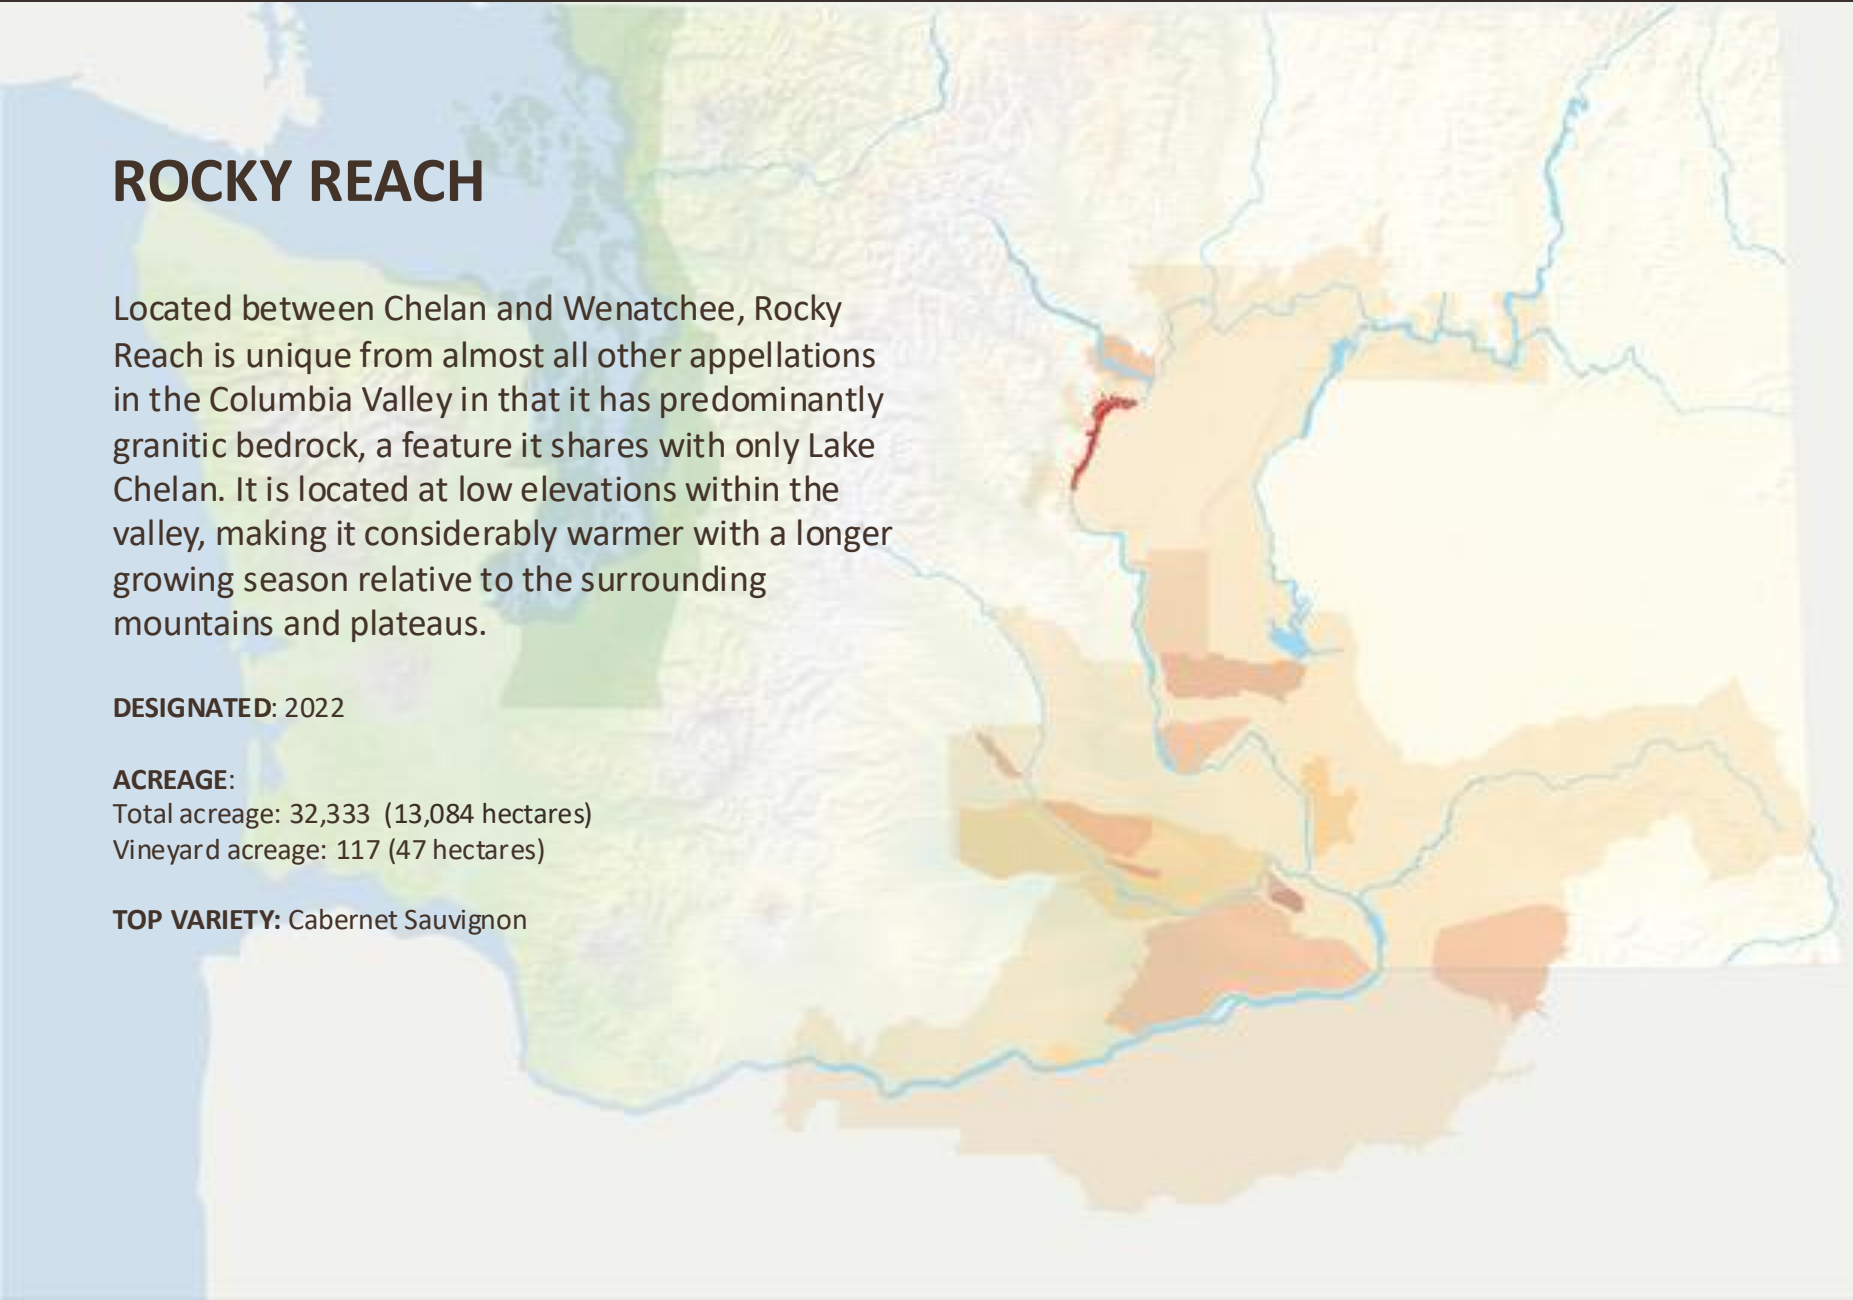 ROCKY REACH
Located between Chelan and Wenatchee, Rocky
Reach is unique from almost all other appellations
in the Columbia Valley in that it has predominantly
granitic bedrock, a feature it shares with only Lake
Chelan. It is located at low elevations within the
valley, making it considerably warmer with a longer
growing season relative to the surrounding
mountains and plateaus.
DESIGNATED: 2022
ACREAGE:
Total acreage: 32,333 (13,084 hectares)
Vineyard acreage: 117 (47 hectares)
TOP VARIETY: Cabernet Sauvignon